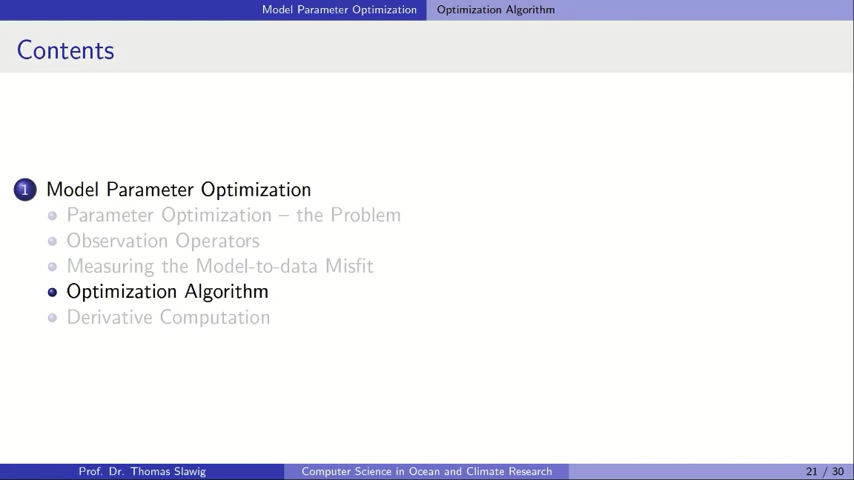 Model Parameter Optimization Optimization Algorithm
Contents
1 Model Parameter Optimization
Parameter Optimization – the Problem
Observation Operators
Measuring the Model-to-data Misfit
Optimization Algorithm
Derivative Computation
Prof. Dr. Thomas Slawig Computer Science in Ocean and Climate Research 21 / 30